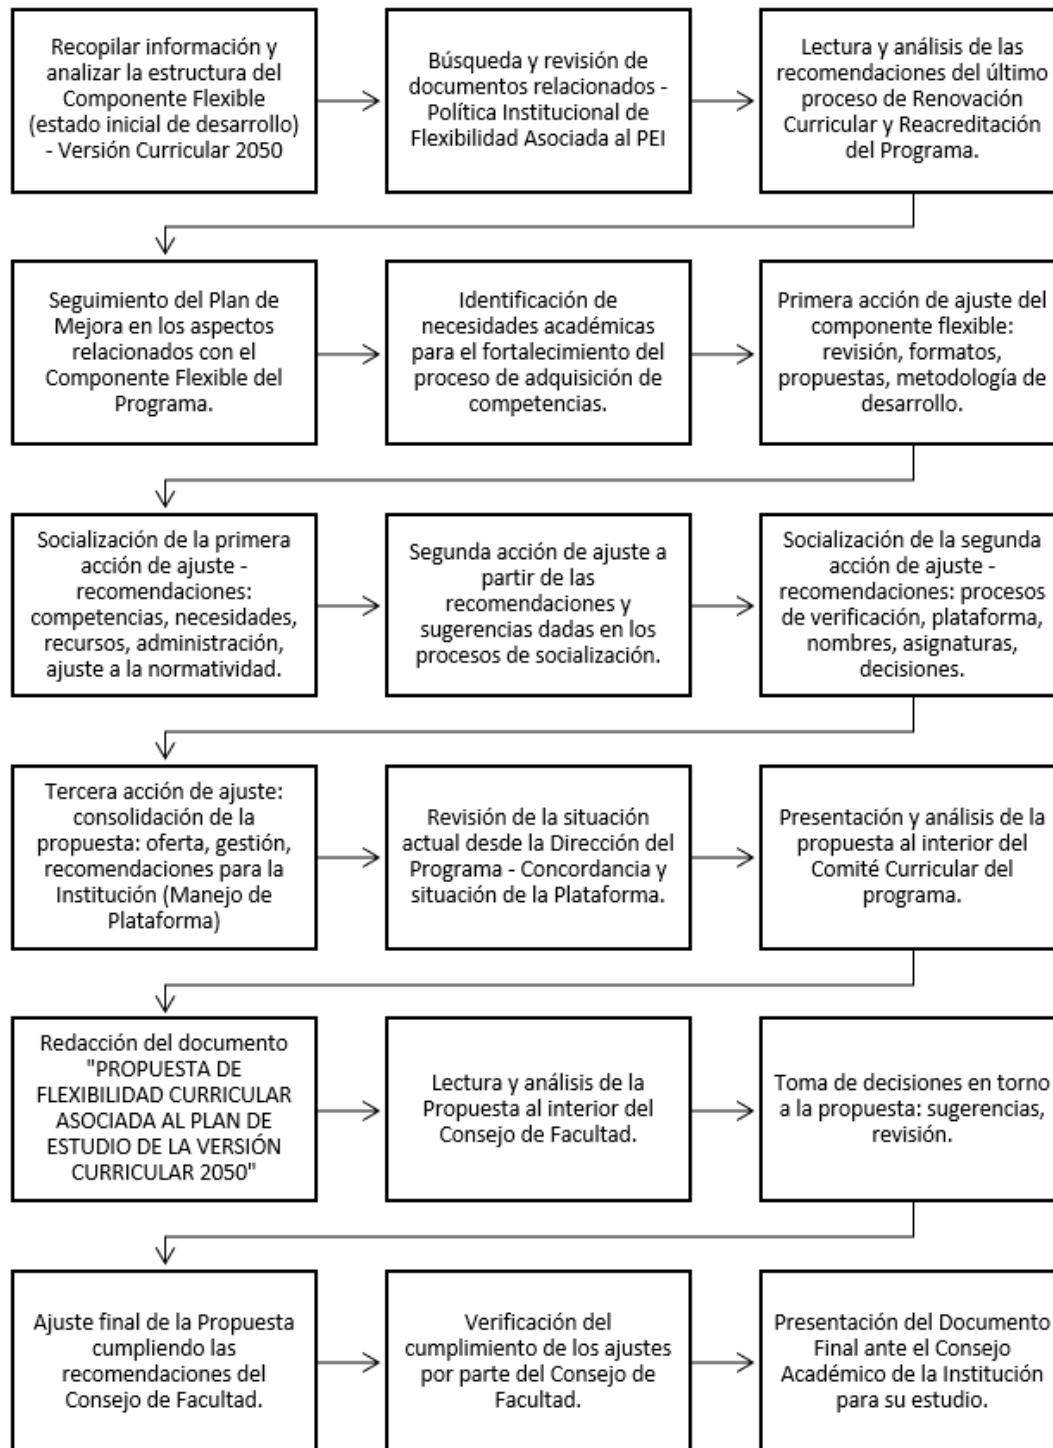 Recopilar información y
analizar la estructura del
Componente Flexible
(estado inicial de desarrollo)
- Versión Curricular 2050
Búsqueda y revisión de
documentos relacionados -
Política Institucional de
Flexibilidad Asociada al PEI
Lectura y análisis de las
recomendaciones del último
proceso de Renovación
Curricular y Reacreditación
del Programa.
Seguimiento del Plan de
Mejora en los aspectos
relacionados con el
Componente Flexible del
Programa.
Identificación de
necesidades académicas
para el fortalecimiento del
proceso de adquisición de
competencias.
Primera acción de ajuste del
componente flexible:
revisión, formatos,
propuestas, metodología de
desarrollo.
Socialización de la primera
acción de ajuste -
recomendaciones:
competencias, necesidades,
recursos, administración,
ajuste a la normatividad.
Segunda acción de ajuste a
partir de las
recomendaciones y
sugerencias dadas en los
procesos de socialización.
Socialización de la segunda
acción de ajuste -
recomendaciones: procesos
de verificación, plataforma,
nombres, asignaturas,
decisiones.
Tercera acción de ajuste:
consolidación de la
propuesta: oferta, gestión,
recomendaciones para la
Institución (Manejo de
Plataforma)
Revisión de la situación
actual desde la Dirección del
Programa - Concordancia y
situación de la Plataforma.
Presentación y análisis de la
propuesta al interior del
Comité Curricular del
programa.
Redacción del documento
"PROPUESTA DE
FLEXIBILIDAD CURRICULAR
ASOCIADA AL PLAN DE
ESTUDIO DE LA VERSIÓN
CURRICULAR 2050"
Lectura y análisis de la
Propuesta al interior del
Consejo de Facultad.
Toma de decisiones en torno
a la propuesta: sugerencias,
revisión.
Ajuste final de la Propuesta
cumpliendo las
recomendaciones del
Consejo de Facultad.
Verificación del
cumplimiento de los ajustes
por parte del Consejo de
Facultad.
Presentación del Documento
Final ante el Consejo
Académico de la Institución
para su estudio.